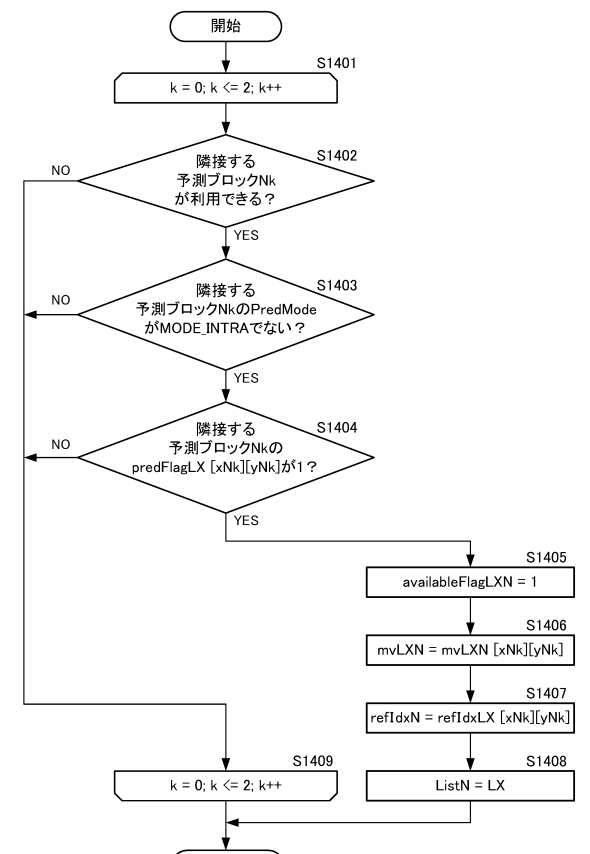 開始
S1401
k = 0; k <= 2; k++
S1402
隣接する
予測ブロックNk
が利用できる？
NO
YES
S1403
隣接する
予測ブロックNkのPredMode
がMODE_INTRAでない？
NO
YES
S1404
隣接する
予測ブロックNkの
predFlagLX [xNk][yNk]が1？
NO
YES
S1405
availableFlagLXN = 1
S1406
mvLXN = mvLXN [xNk][yNk]
S1407
refIdxN = refIdxLX [xNk][yNk]
S1408
ListN = LX
S1409
k = 0; k <= 2; k++